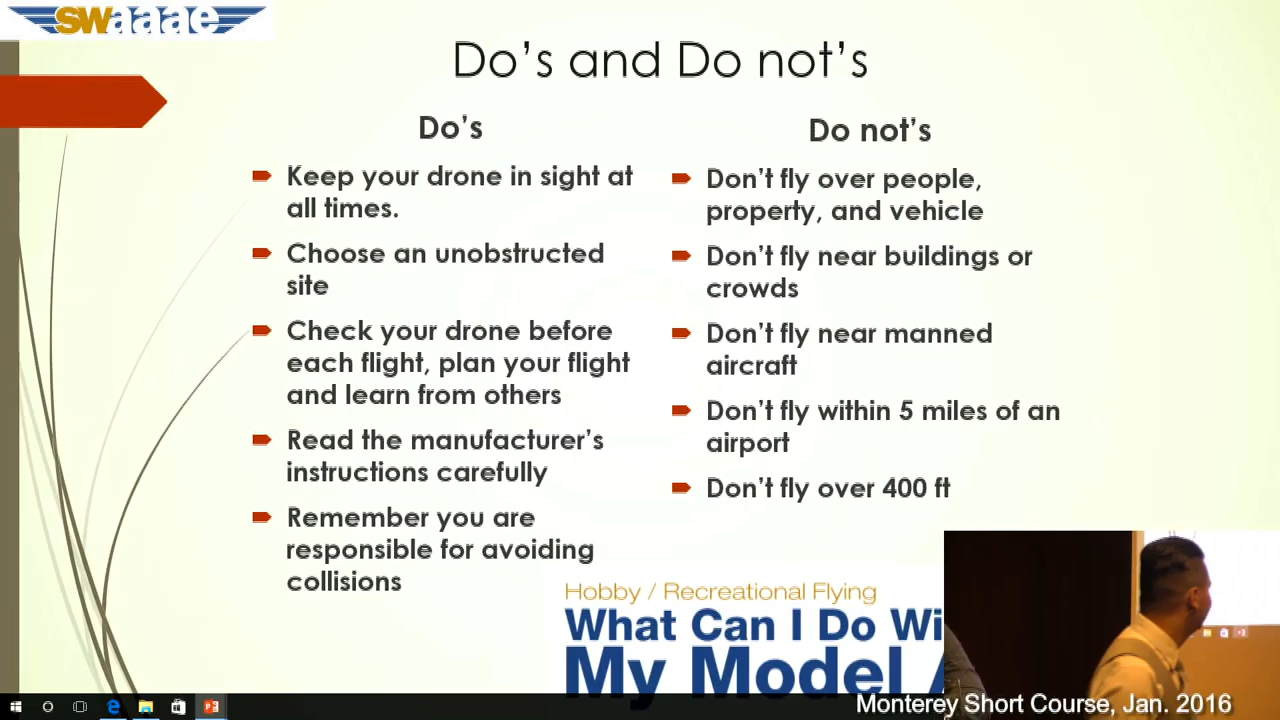 swaaae
Do's and Do not's
Do's
Keep your drone in sight at
all times.
Choose an unobstructed
site
Check your drone before
each flight, plan your flight
and learn from others
Read the manufacturer's
instructions carefully
Remember you are
responsible for avoiding
collisions
Do not's
Don't fly over people,
property, and vehicle
Don't fly near buildings or
crowds
Don't fly near manned
aircraft
Don't fly within 5 miles of an
airport
Don't fly over 400 ft
Hobby / Recreational Flying
What Can I Do Wi
My Model A
Monterey Short Course, Jan. 2016